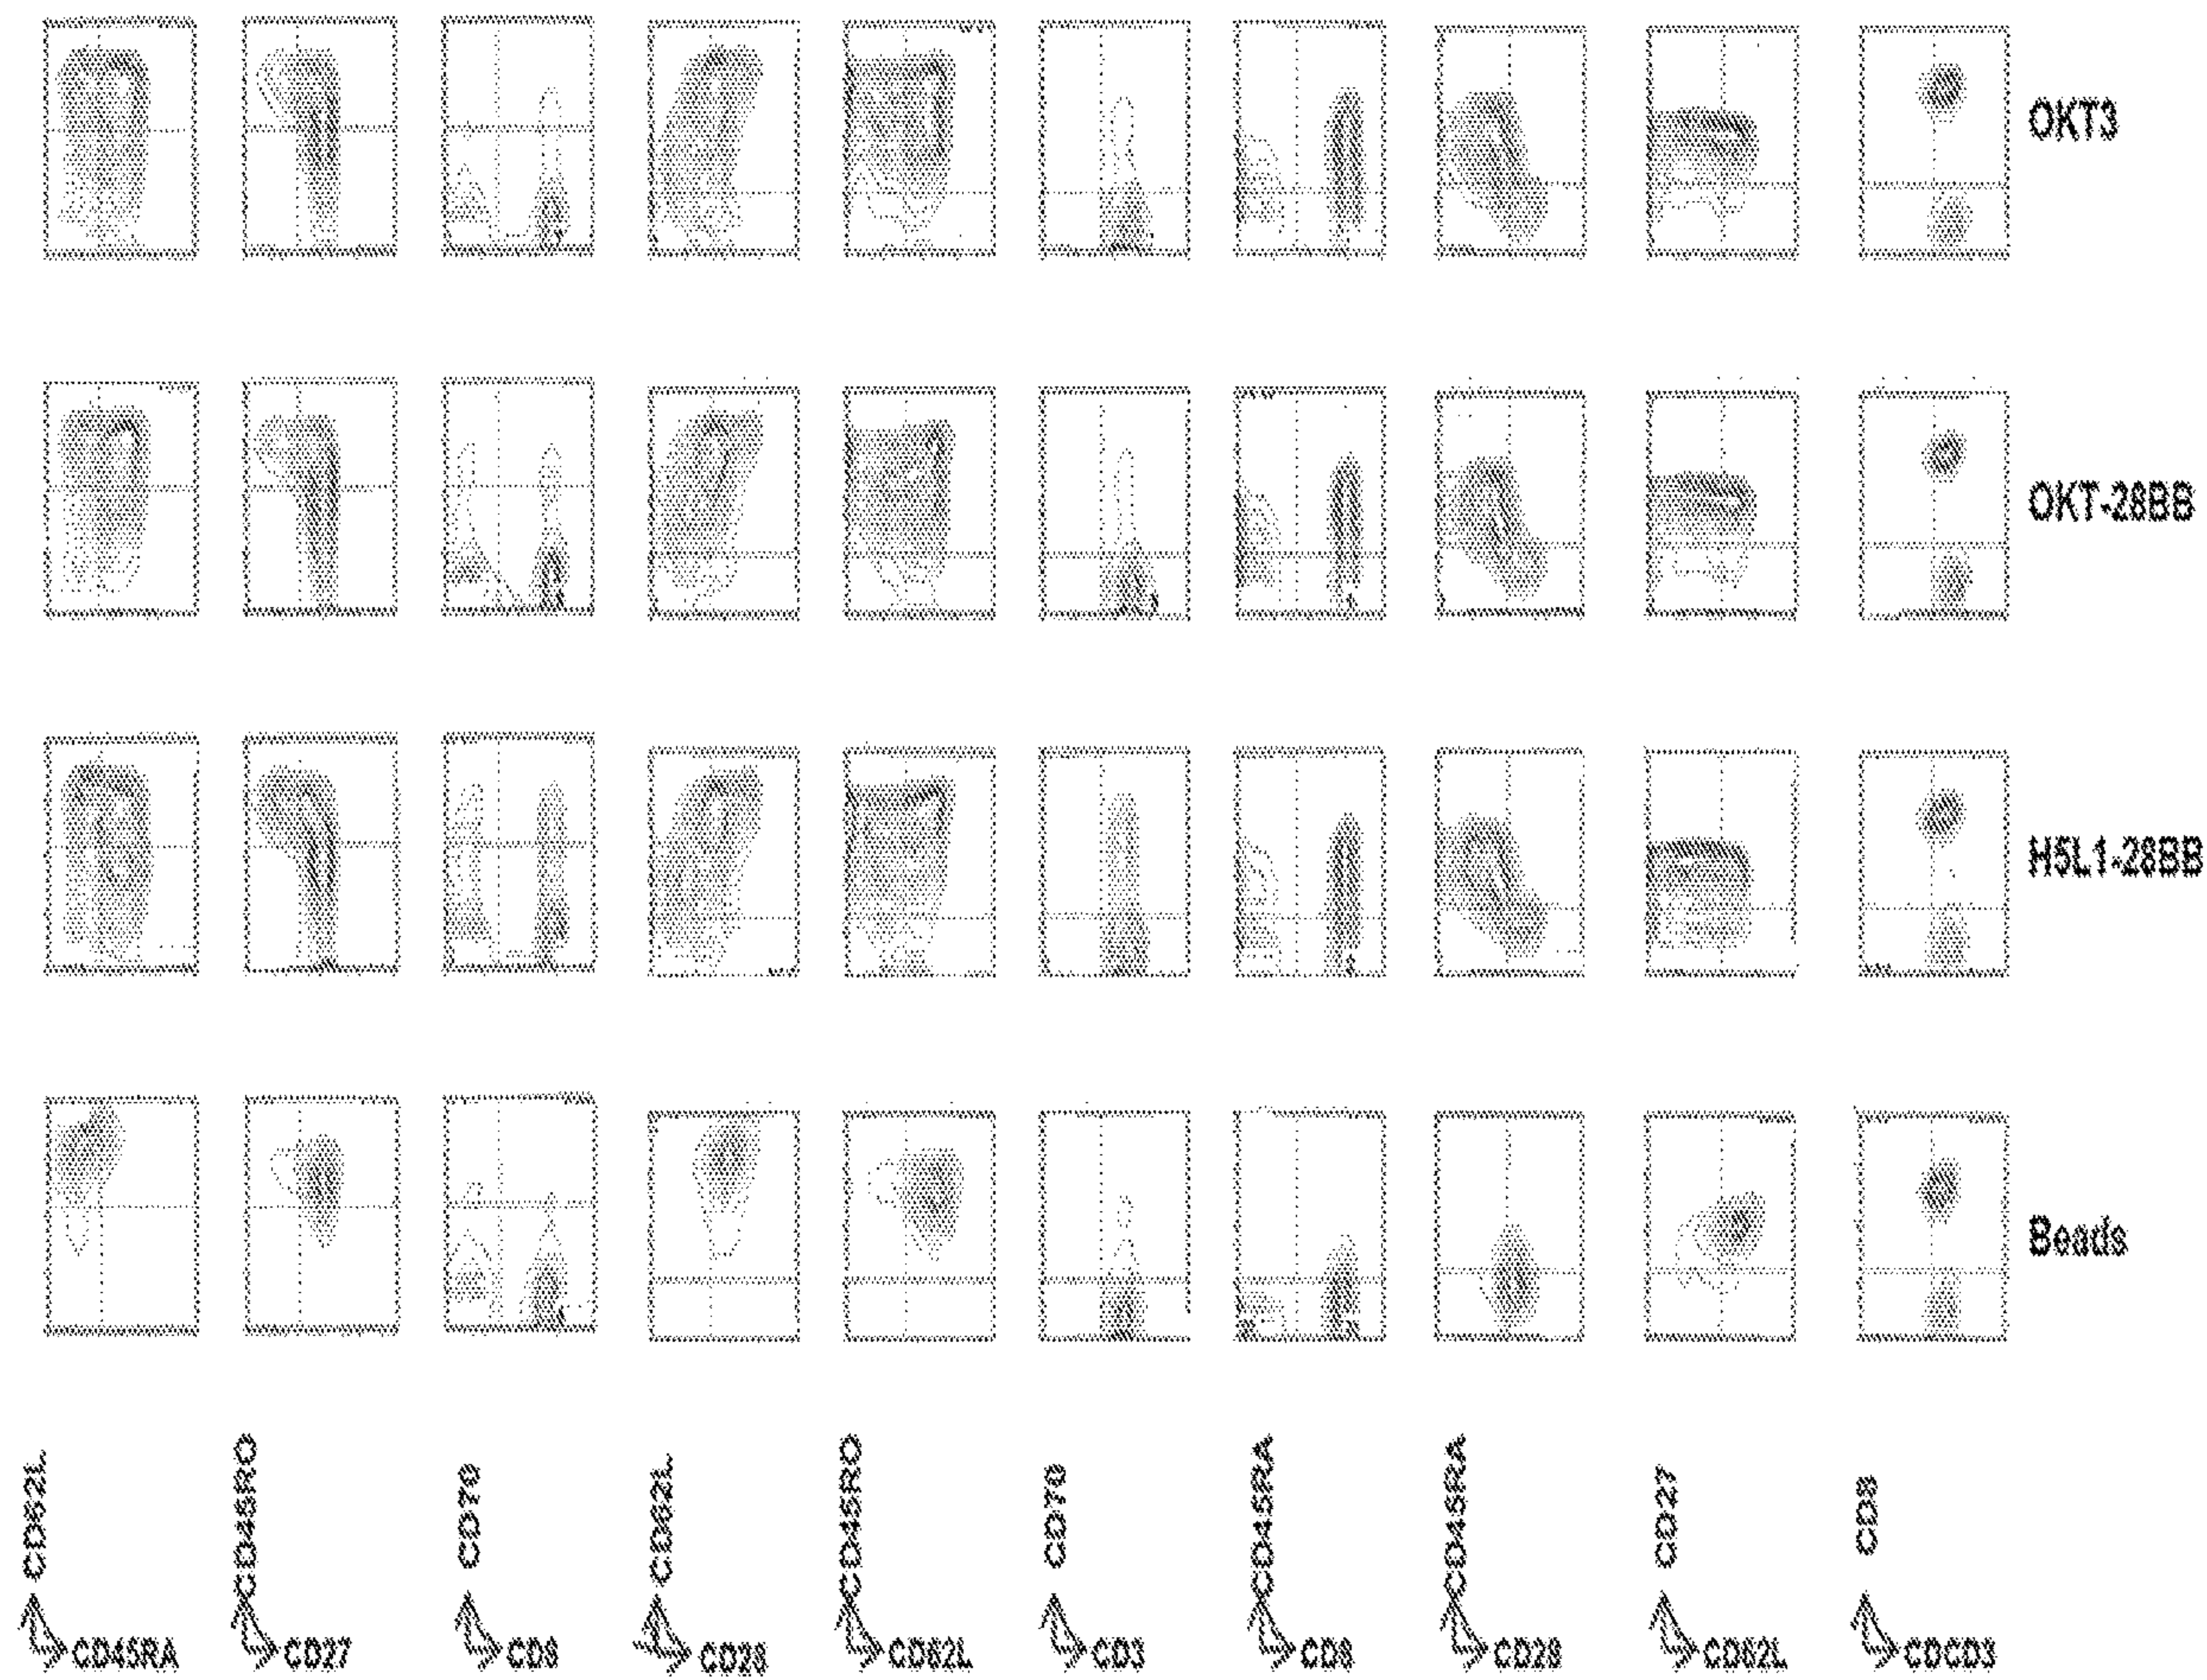 OKT3
OKT-28BB
H5L1-28BB
Beads
CD62L
CD45RA
CD45RO
CD27
CD70
CD8
CD62L
CD28
CD45RO
CD62L
CD70
CD3
CD45RA
CD8
CD45RA
CD28
CD27
CD62L
CD8
CDCD3